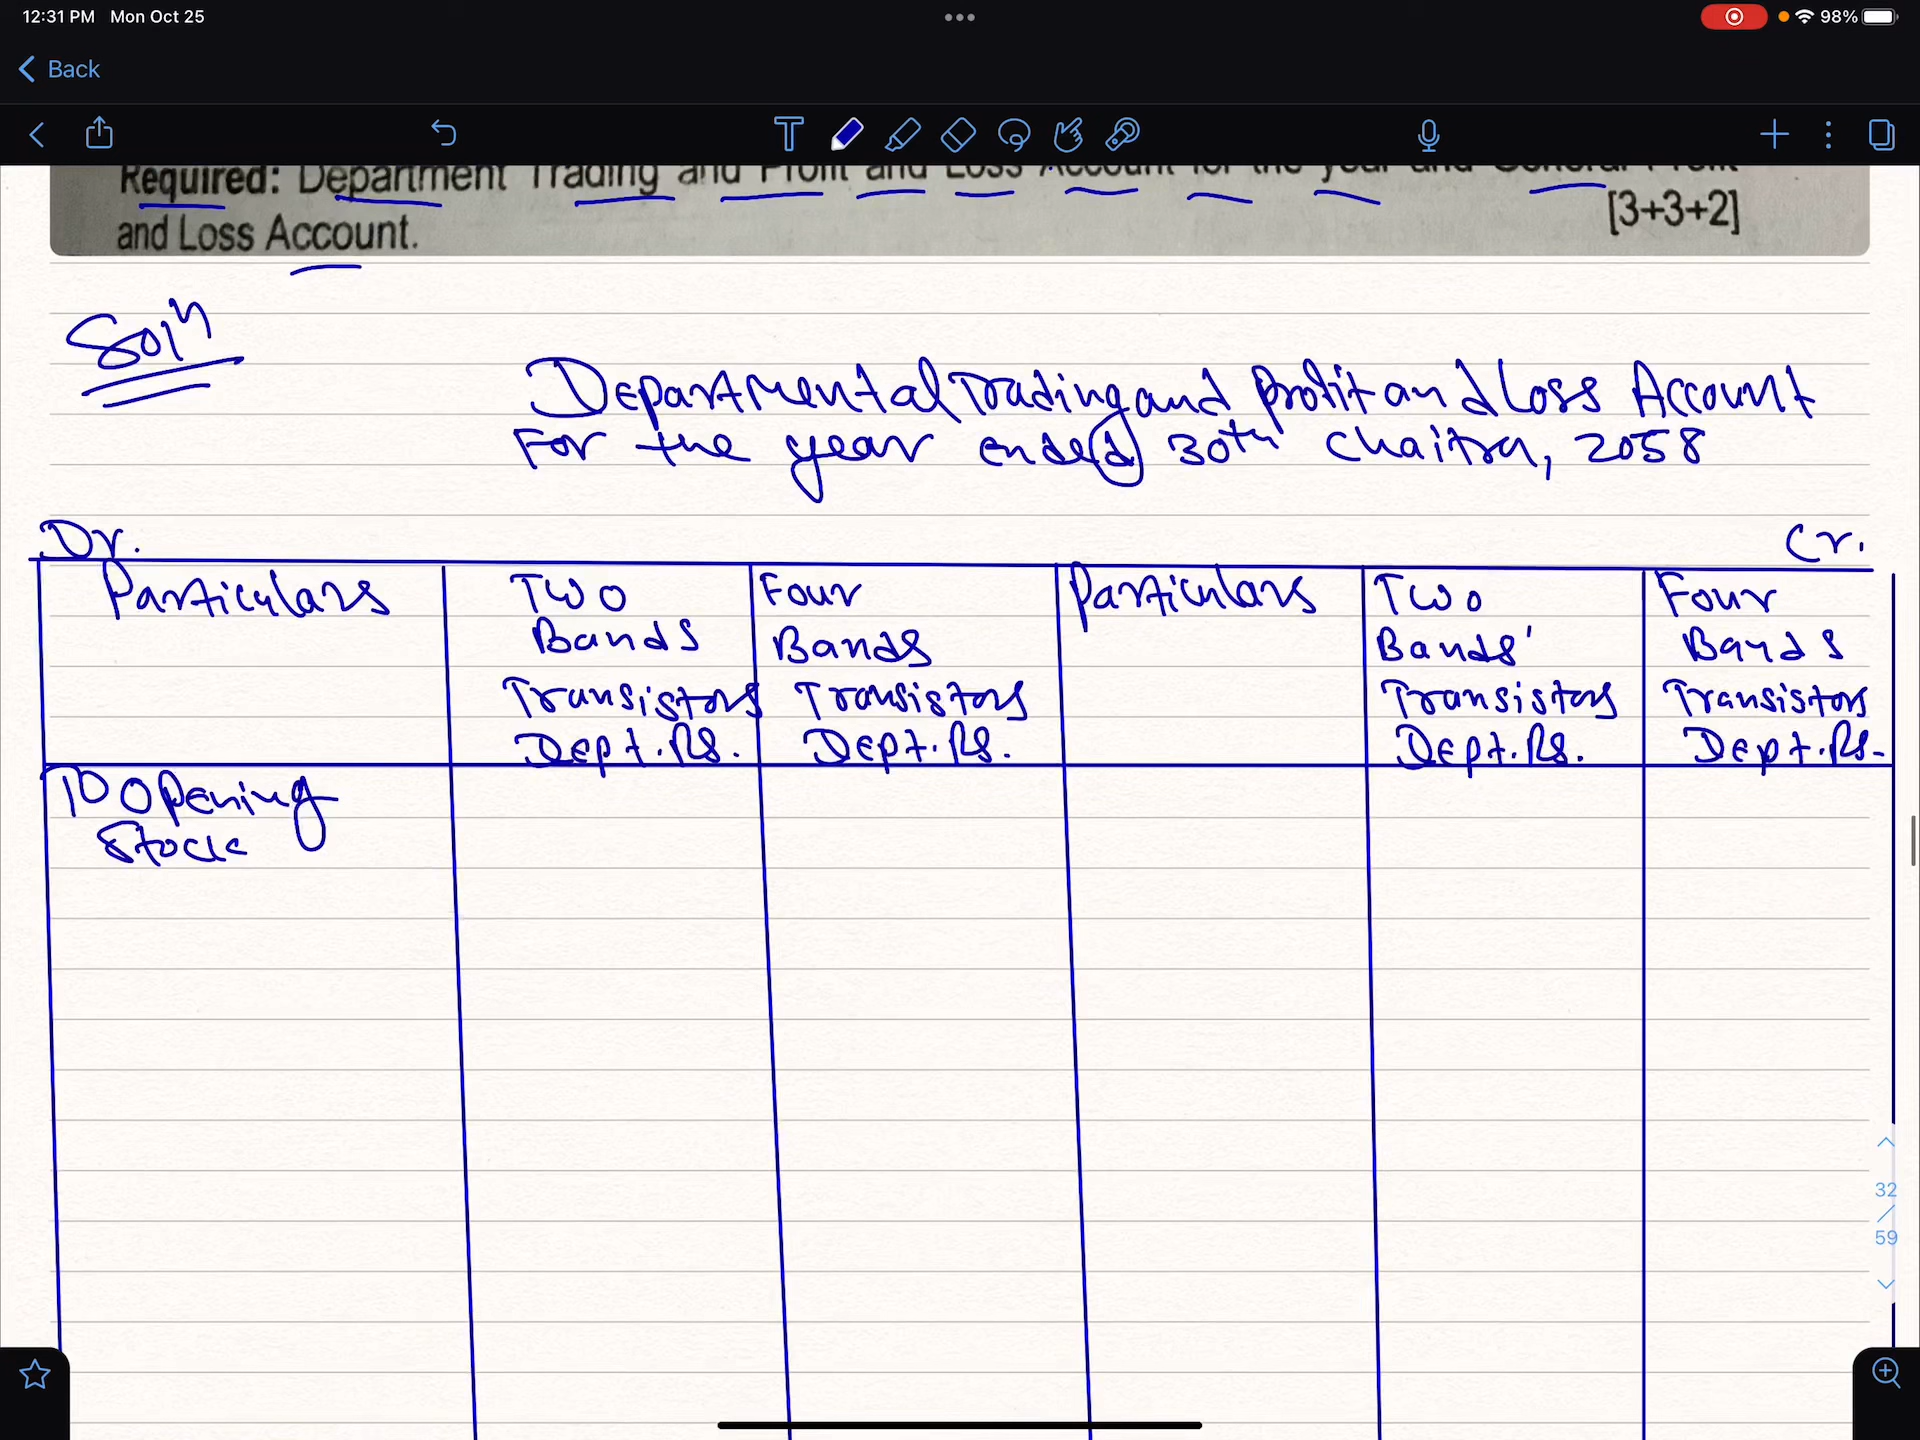 12:31 PM Mon Oct 25
98%
Back
Required: Department Trading and Profit and Loss Account for the year and General Profit
and Loss Account.
[3+3+2]
Soln
Departmental Trading and Profit and Loss Account
For the year ended 30th Chaitra, 2058
Dr.
Cr.
Particulars
Two
Bands
Transistors
Dept. Rs.
Four
Bands
Transistors
Dept. Rs.
Particulars
Two
Bands'
Transistors
Dept. Rs.
Four
Bands
Transistors
Dept. Rs.
To Opening
Stock
32
/
59